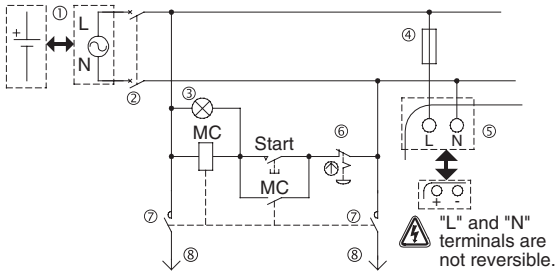 + ① L
N
②
③
④
MC
Start
⑥
L N ⑤
MC
+ -
⑦ ⑦
⑧ ⑧
"L" and "N"
terminals are
not reversible.